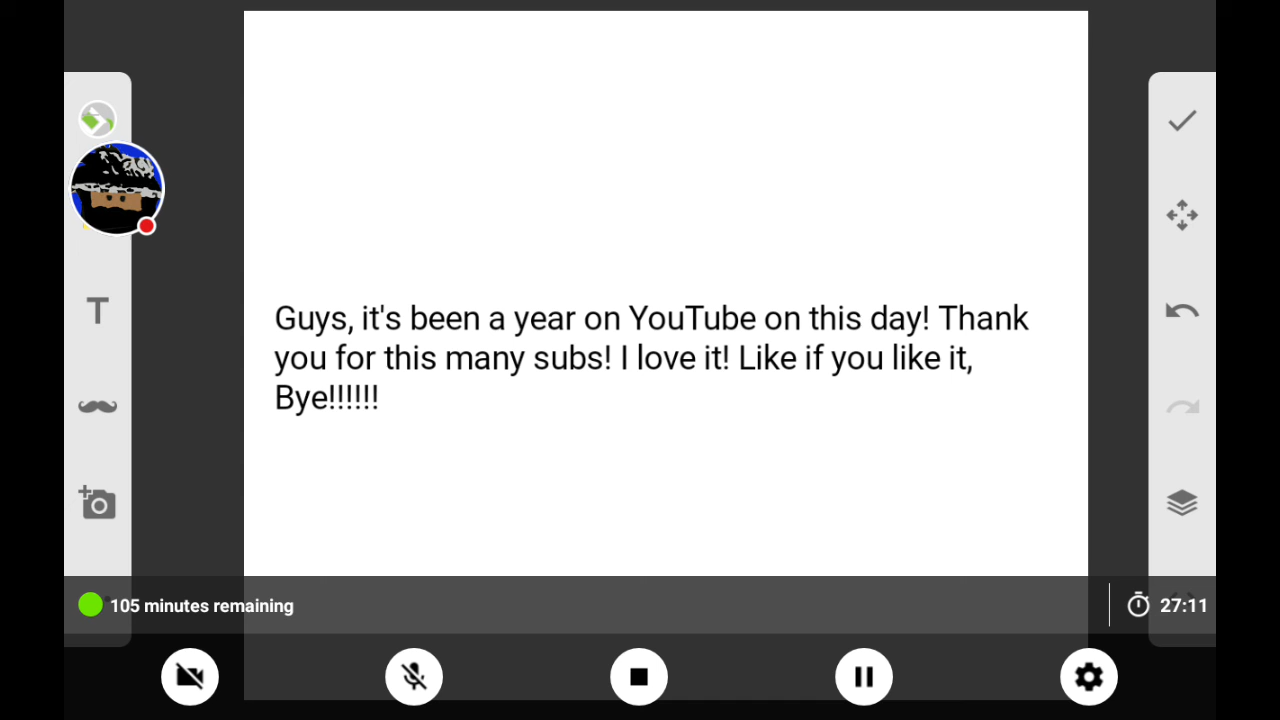 T
Guys, it's been a year on YouTube on this day! Thank
you for this many subs! I love it! Like if you like it,
Bye!!!!!!
105 minutes remaining
27:11